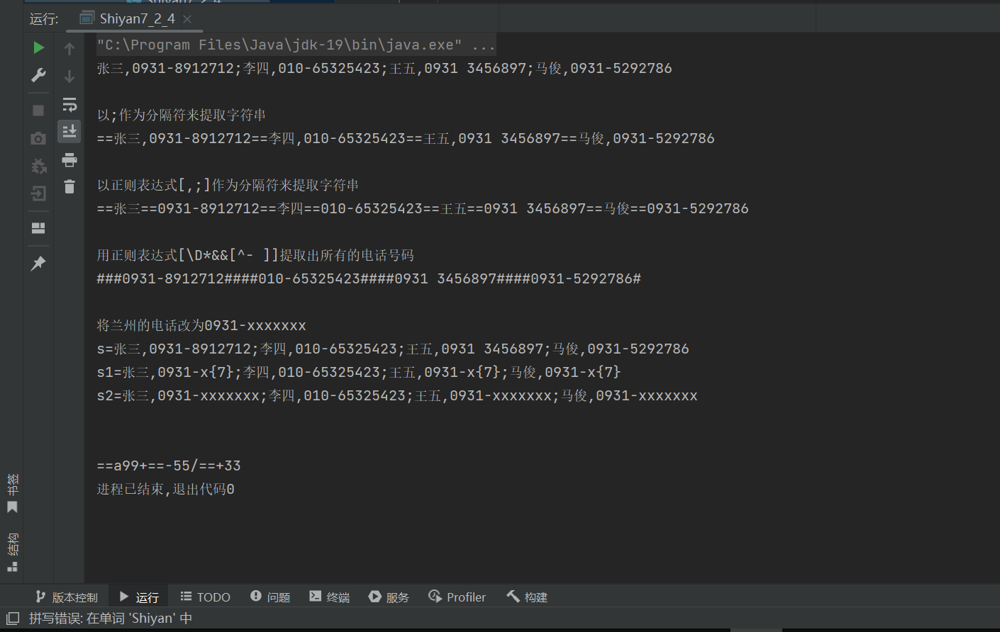 运行:
Shiyan7_2_4
"C:\Program Files\Java\jdk-19\bin\java.exe" ...
张三,0931-8912712;李四,010-65325423;王五,0931 3456897;马俊,0931-5292786
以;作为分隔符来提取字符串
==张三,0931-8912712==李四,010-65325423==王五,0931 3456897==马俊,0931-5292786
以正则表达式[,;]作为分隔符来提取字符串
==张三==0931-8912712==李四==010-65325423==王五==0931 3456897==马俊==0931-5292786
用正则表达式[\D*&&[^- ]]提取出所有的电话号码
###0931-8912712####010-65325423####0931 3456897####0931-5292786#
将兰州的电话改为0931-xxxxxxx
s=张三,0931-8912712;李四,010-65325423;王五,0931 3456897;马俊,0931-5292786
s1=张三,0931-x{7};李四,010-65325423;王五,0931-x{7};马俊,0931-x{7}
s2=张三,0931-xxxxxxx;李四,010-65325423;王五,0931-xxxxxxx;马俊,0931-xxxxxxx
==a99+==-55/==+33
进程已结束,退出代码0
书签
结构
版本控制 运行 TODO 问题 终端 服务 Profiler 构建
拼写错误: 在单词 'Shiyan' 中